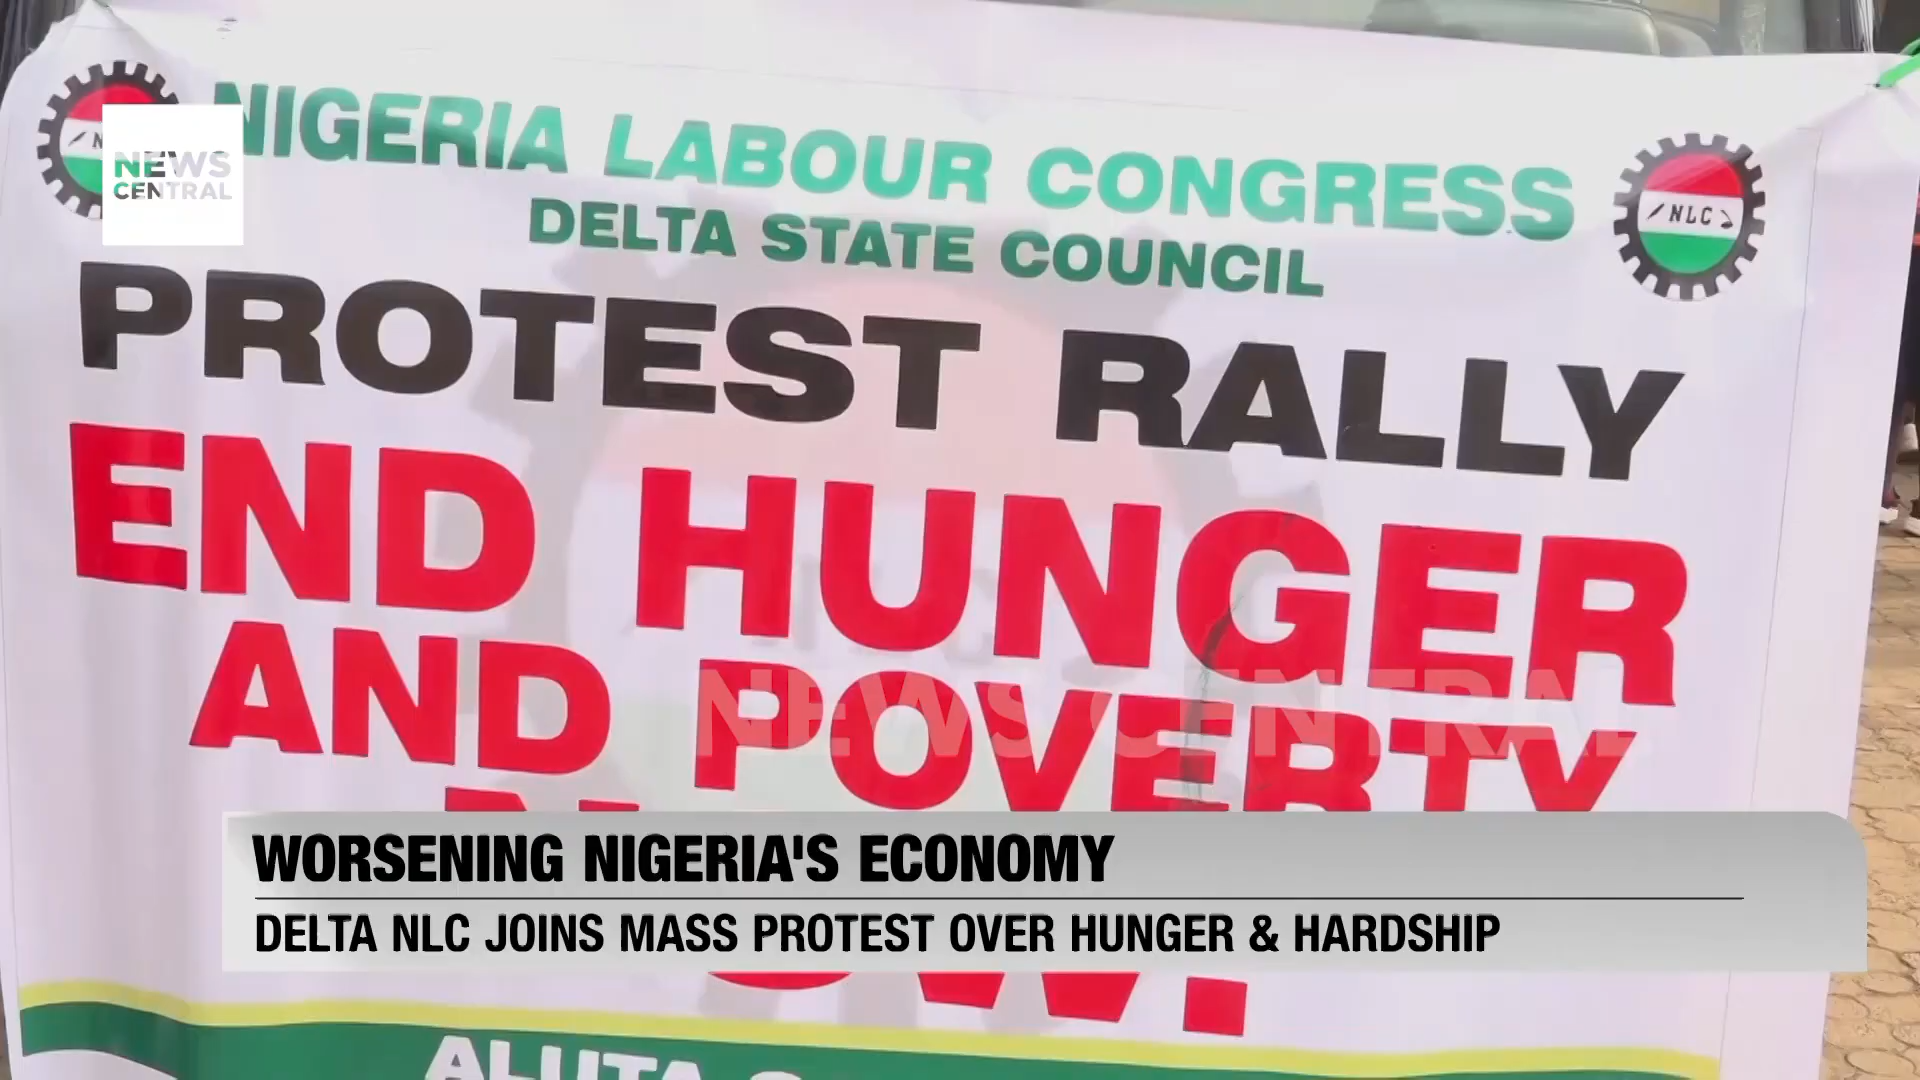 NIGERIA LABOUR CONGRESS
DELTA STATE COUNCIL
NLC
NEWS
CENTRAL
PROTEST RALLY
END HUNGER
AND POVERTY
NEWS CENTRAL
WORSENING NIGERIA'S ECONOMY
DELTA NLC JOINS MASS PROTEST OVER HUNGER & HARDSHIP
ALUTA